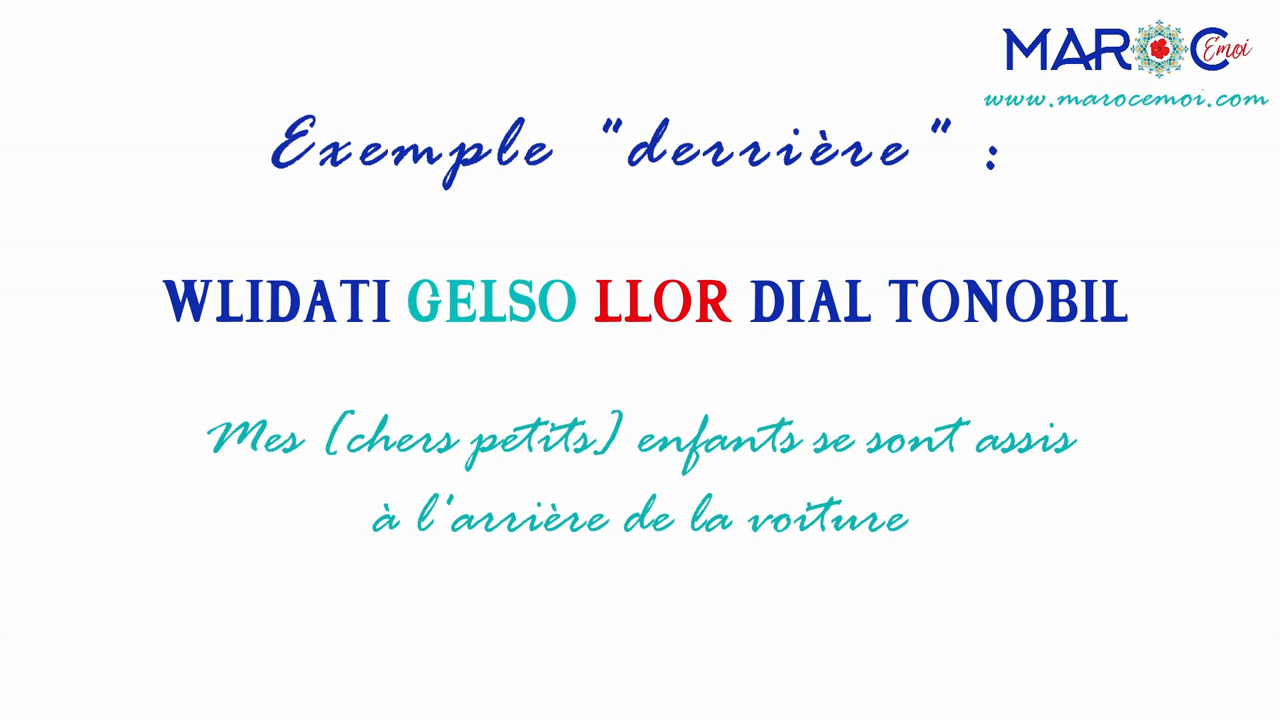 MAROC Emoi
www.marocemoi.com
Exemple "derrière" :
WLIDATI GELSO LLOR DIAL TONOBIL
Mes (chers petits) enfants se sont assis
à l'arrière de la voiture